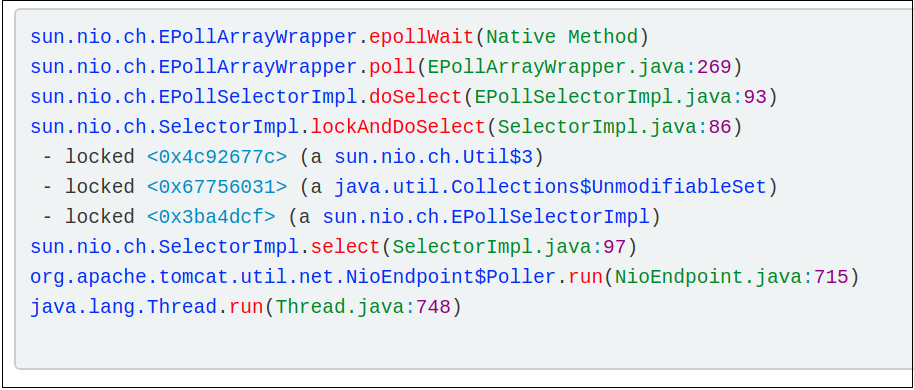 sun.nio.ch.EPollArrayWrapper.epollWait(Native Method)
sun.nio.ch.EPollArrayWrapper.poll(EPollArrayWrapper.java:269)
sun.nio.ch.EPollSelectorImpl.doSelect(EPollSelectorImpl.java:93)
sun.nio.ch.SelectorImpl.lockAndDoSelect(SelectorImpl.java:86)
 - locked <0x4c92677c> (a sun.nio.ch.Util$3)
 - locked <0x67756031> (a java.util.Collections$UnmodifiableSet)
 - locked <0x3ba4dcf> (a sun.nio.ch.EPollSelectorImpl)
sun.nio.ch.SelectorImpl.select(SelectorImpl.java:97)
org.apache.tomcat.util.net.NioEndpoint$Poller.run(NioEndpoint.java:715)
java.lang.Thread.run(Thread.java:748)